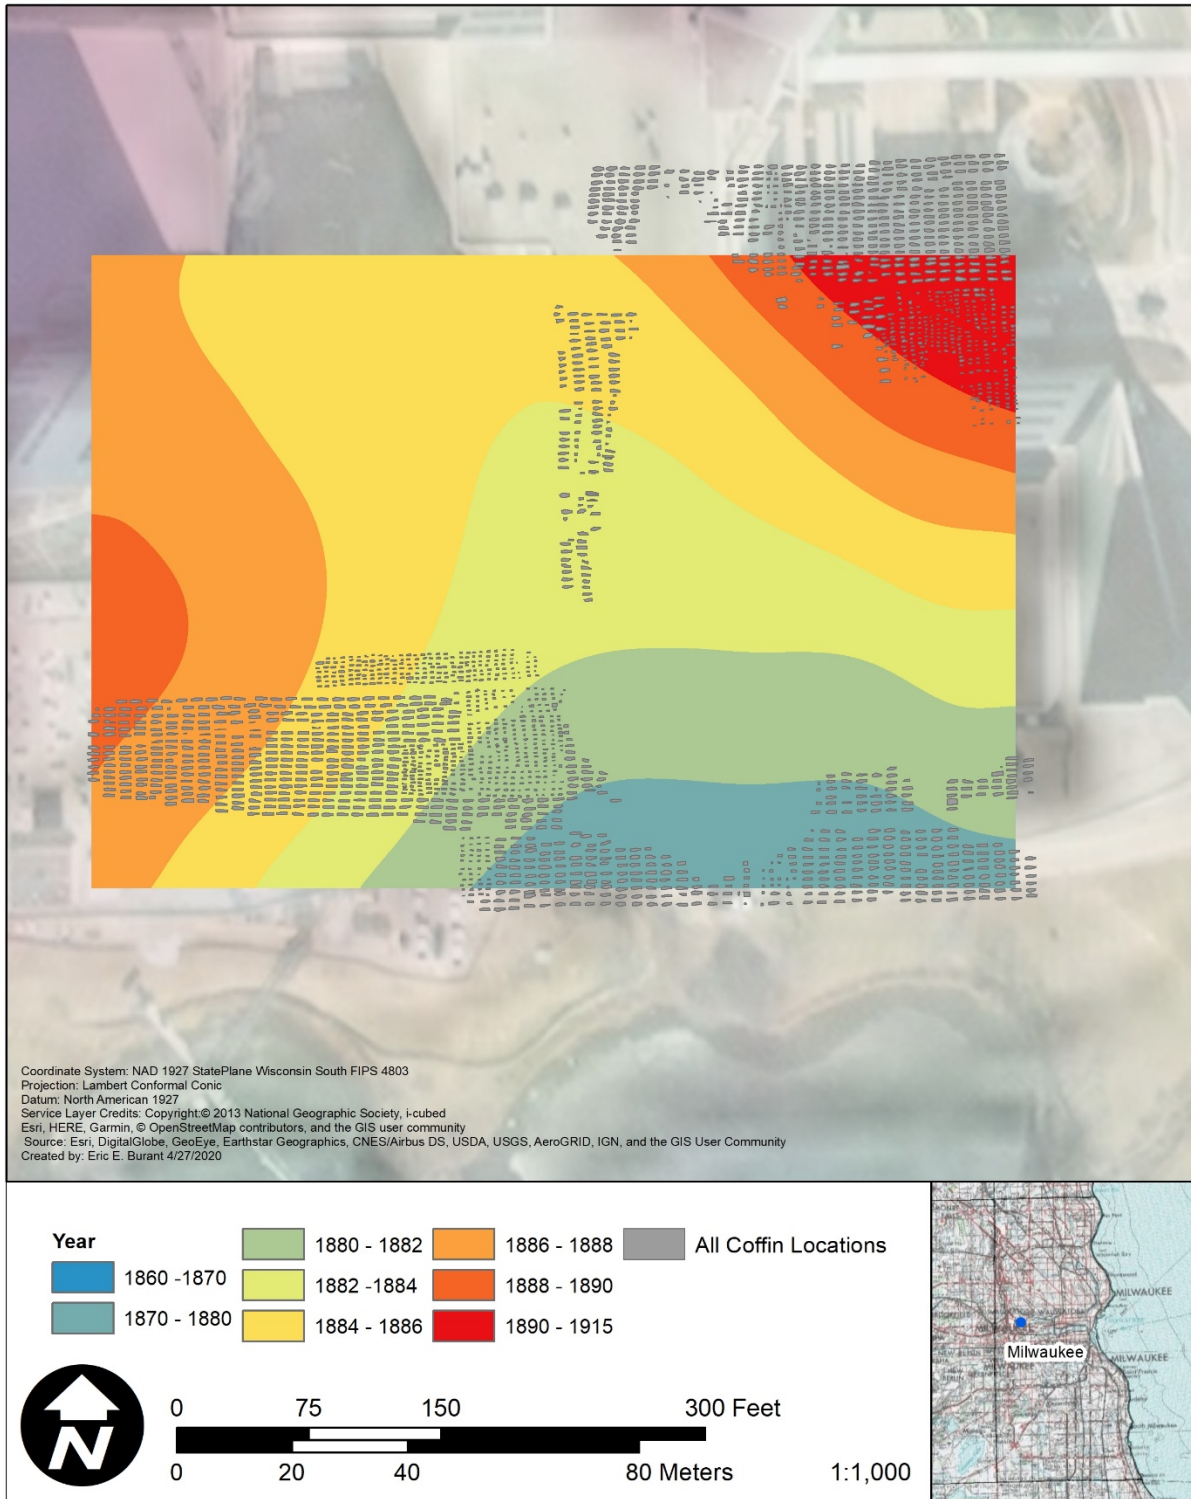 Coordinate System: NAD 1927 StatePlane Wisconsin South FIPS 4803
Projection: Lambert Conformal Conic
Datum: North American 1927
Service Layer Credits: Copyright:© 2013 National Geographic Society, i-cubed
Esri, HERE, Garmin, © OpenStreetMap contributors, and the GIS user community
Source: Esri, DigitalGlobe, GeoEye, Earthstar Geographics, CNES/Airbus DS, USDA, USGS, AeroGRID, IGN, and the GIS User Community
Created by: Eric E. Burant 4/27/2020
Year
1860 -1870
1870 - 1880
1880 - 1882
1882 -1884
1884 - 1886
1886 - 1888
1888 - 1890
1890 - 1915
All Coffin Locations
N
0 75 150 300 Feet
0 20 40 80 Meters
1:1,000
MILWAUKEE
Milwaukee
MILWAUKEE